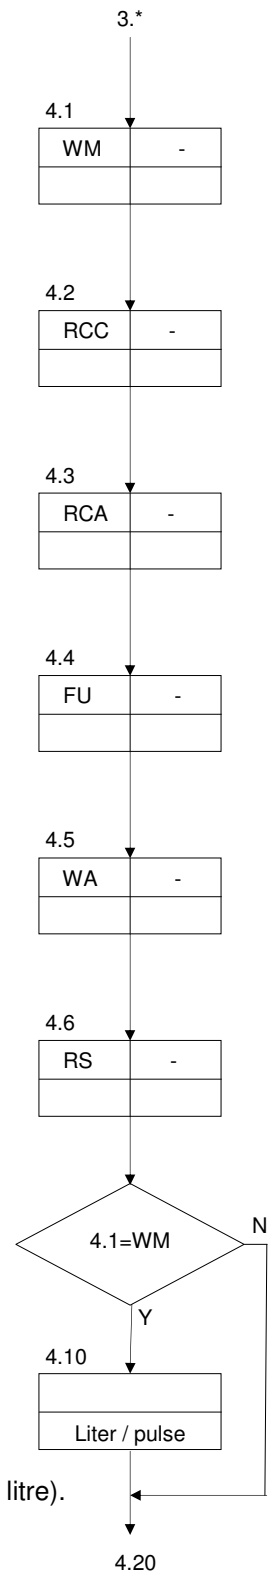 3.*
4.1
WM -
4.2
RCC -
4.3
RCA -
4.4
FU -
4.5
WA -
4.6
RS -
4.1=WM
N
Y
4.10
Liter / pulse
litre).
4.20